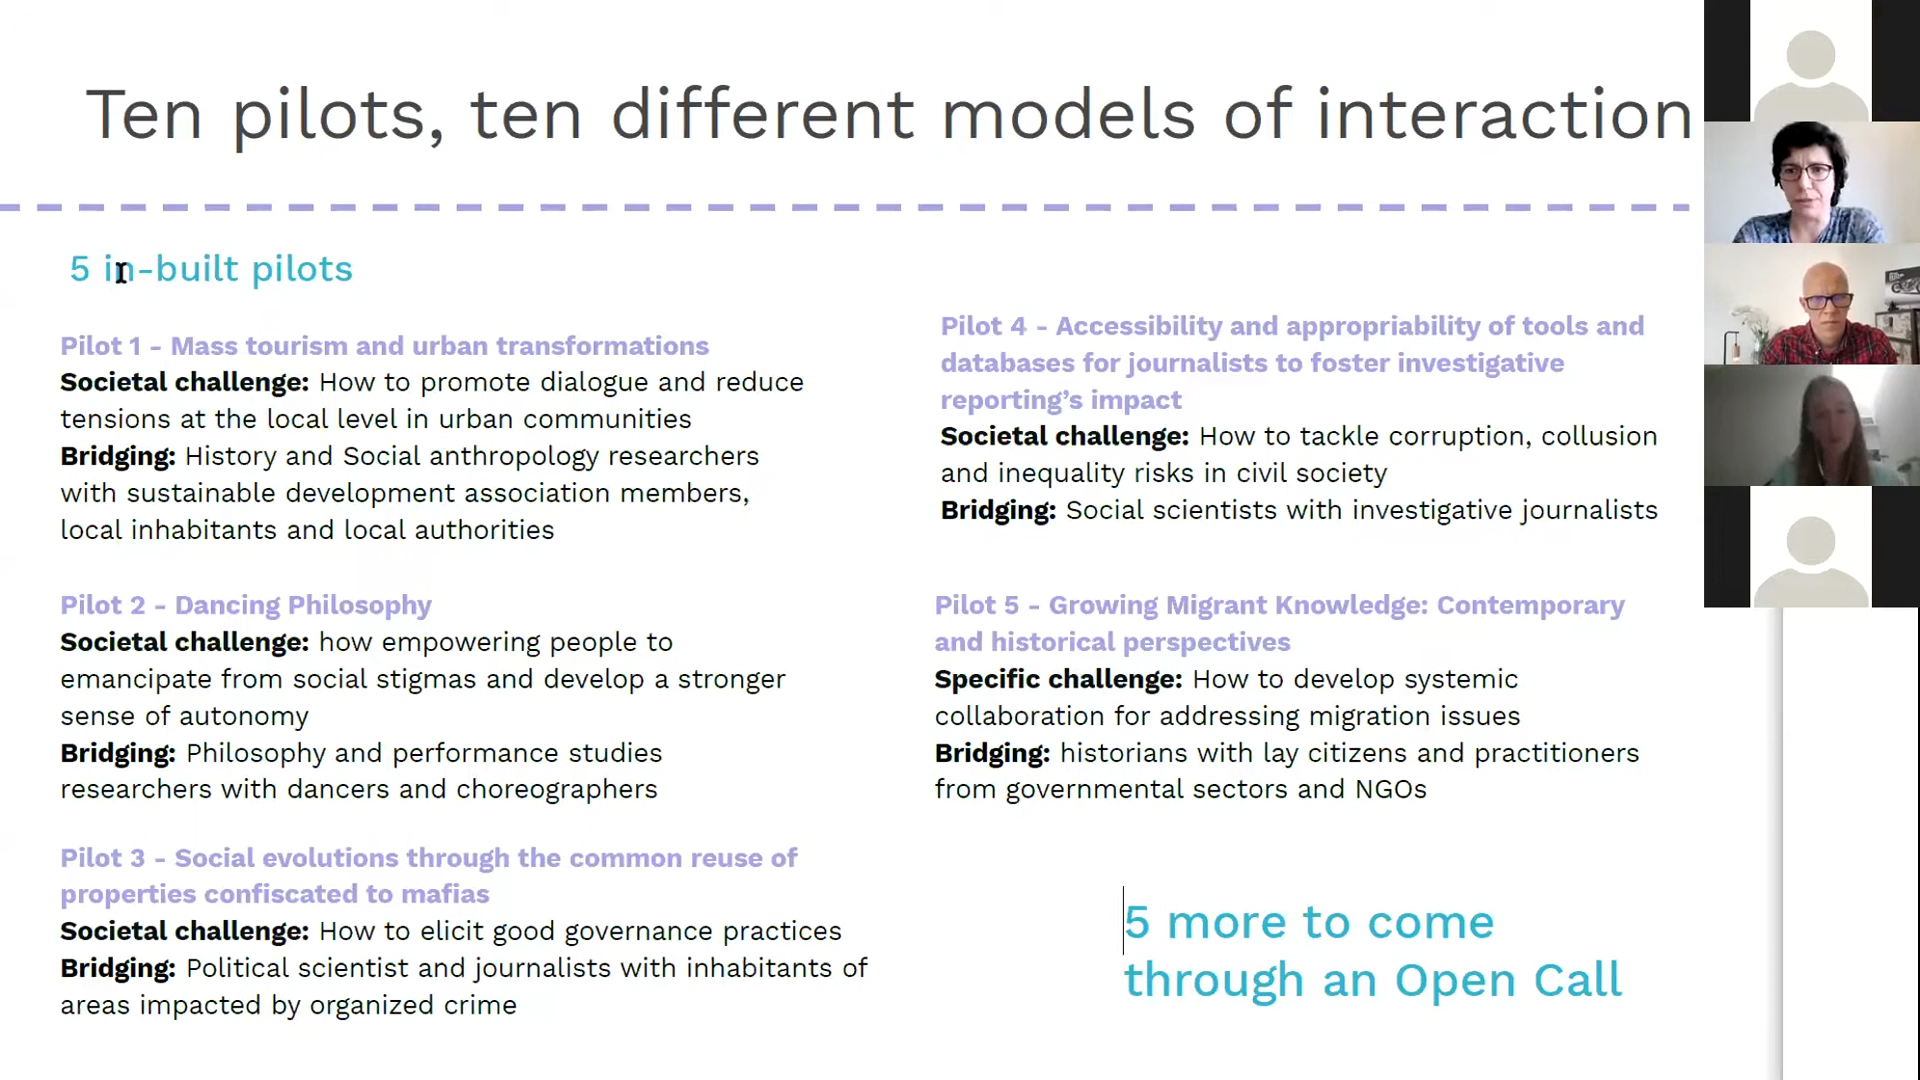 Ten pilots, ten different models of interaction
5 in-built pilots
Pilot 1 - Mass tourism and urban transformations
Societal challenge: How to promote dialogue and reduce
tensions at the local level in urban communities
Bridging: History and Social anthropology researchers
with sustainable development association members,
local inhabitants and local authorities
Pilot 2 - Dancing Philosophy
Societal challenge: how empowering people to
emancipate from social stigmas and develop a stronger
sense of autonomy
Bridging: Philosophy and performance studies
researchers with dancers and choreographers
Pilot 3 - Social evolutions through the common reuse of
properties confiscated to mafias
Societal challenge: How to elicit good governance practices
Bridging: Political scientist and journalists with inhabitants of
areas impacted by organized crime
Pilot 4 - Accessibility and appropriability of tools and
databases for journalists to foster investigative
reporting’s impact
Societal challenge: How to tackle corruption, collusion
and inequality risks in civil society
Bridging: Social scientists with investigative journalists
Pilot 5 - Growing Migrant Knowledge: Contemporary
and historical perspectives
Specific challenge: How to develop systemic
collaboration for addressing migration issues
Bridging: historians with lay citizens and practitioners
from governmental sectors and NGOs
5 more to come
through an Open Call